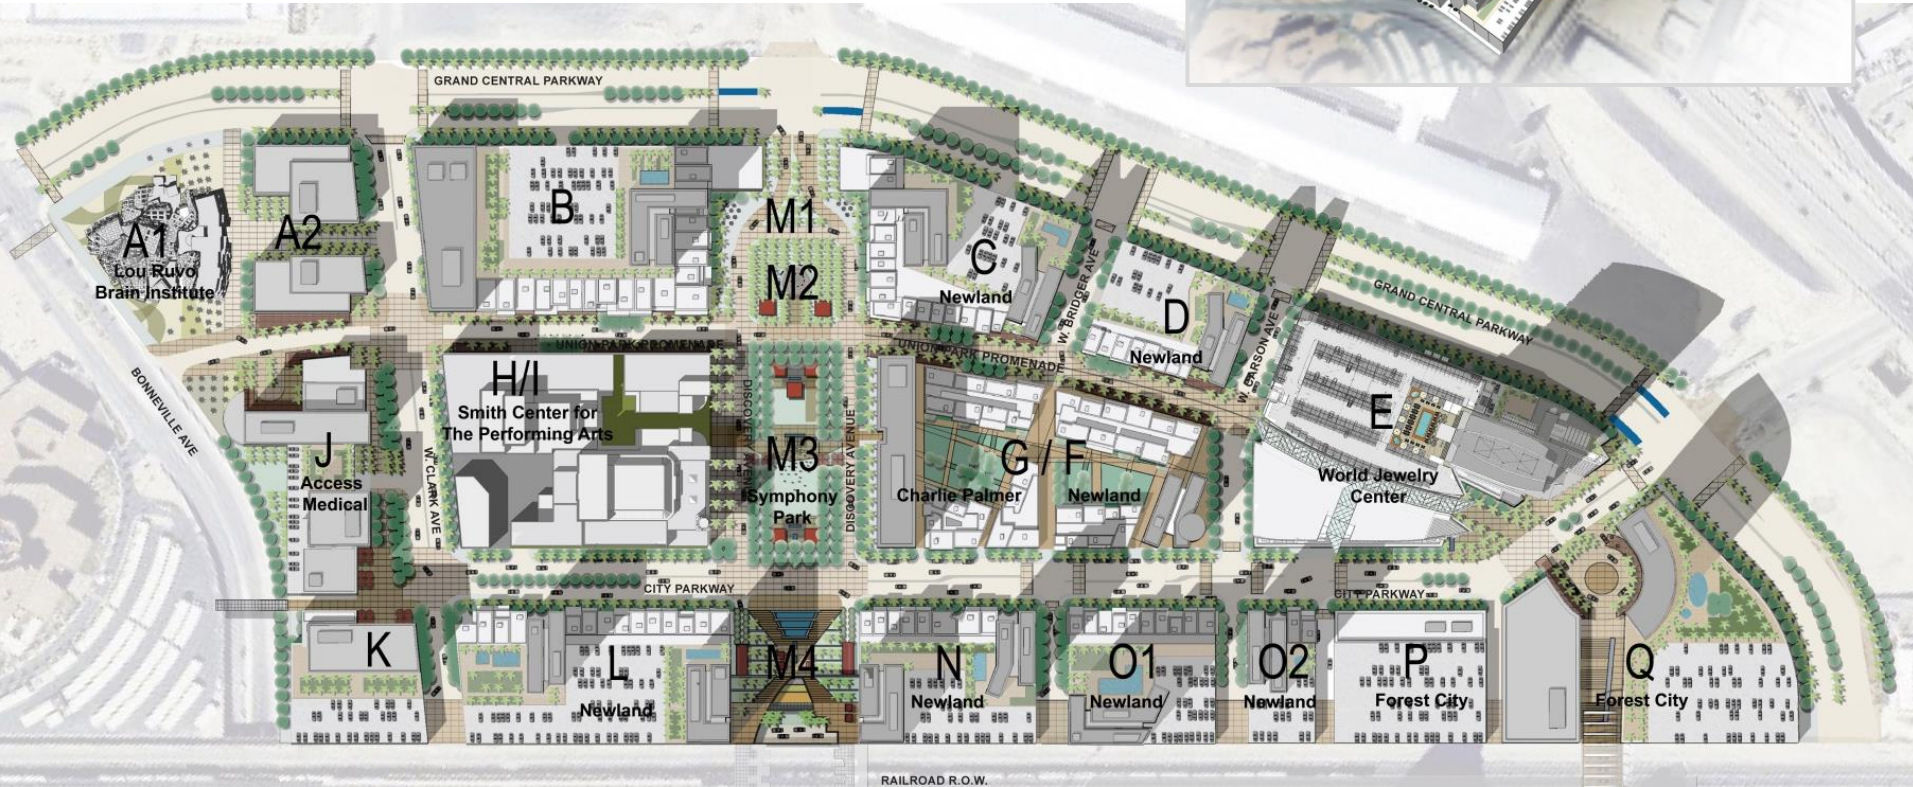 GRAND CENTRAL PARKWAY
A1
Lou Ruvo
Brain Institute
A2
B
M1
M2
C
Newland
W. BRIDGER AVE
D
Newland
W. CARSON AVE
GRAND CENTRAL PARKWAY
UNION PARK PROMENADE
UNION PARK PROMENADE
BONNEVILLE AVE
J
Access
Medical
W. CLARK AVE
H/I
Smith Center for
The Performing Arts
DISCOVERY AVENUE
M3
Symphony
Park
DISCOVERY AVENUE
G / F
Charlie Palmer
Newland
E
World Jewelry
Center
CITY PARKWAY
CITY PARKWAY
K
L
Newland
M4
N
Newland
O1
Newland
O2
Newland
P
Forest City
Q
Forest City
RAILROAD R.O.W.